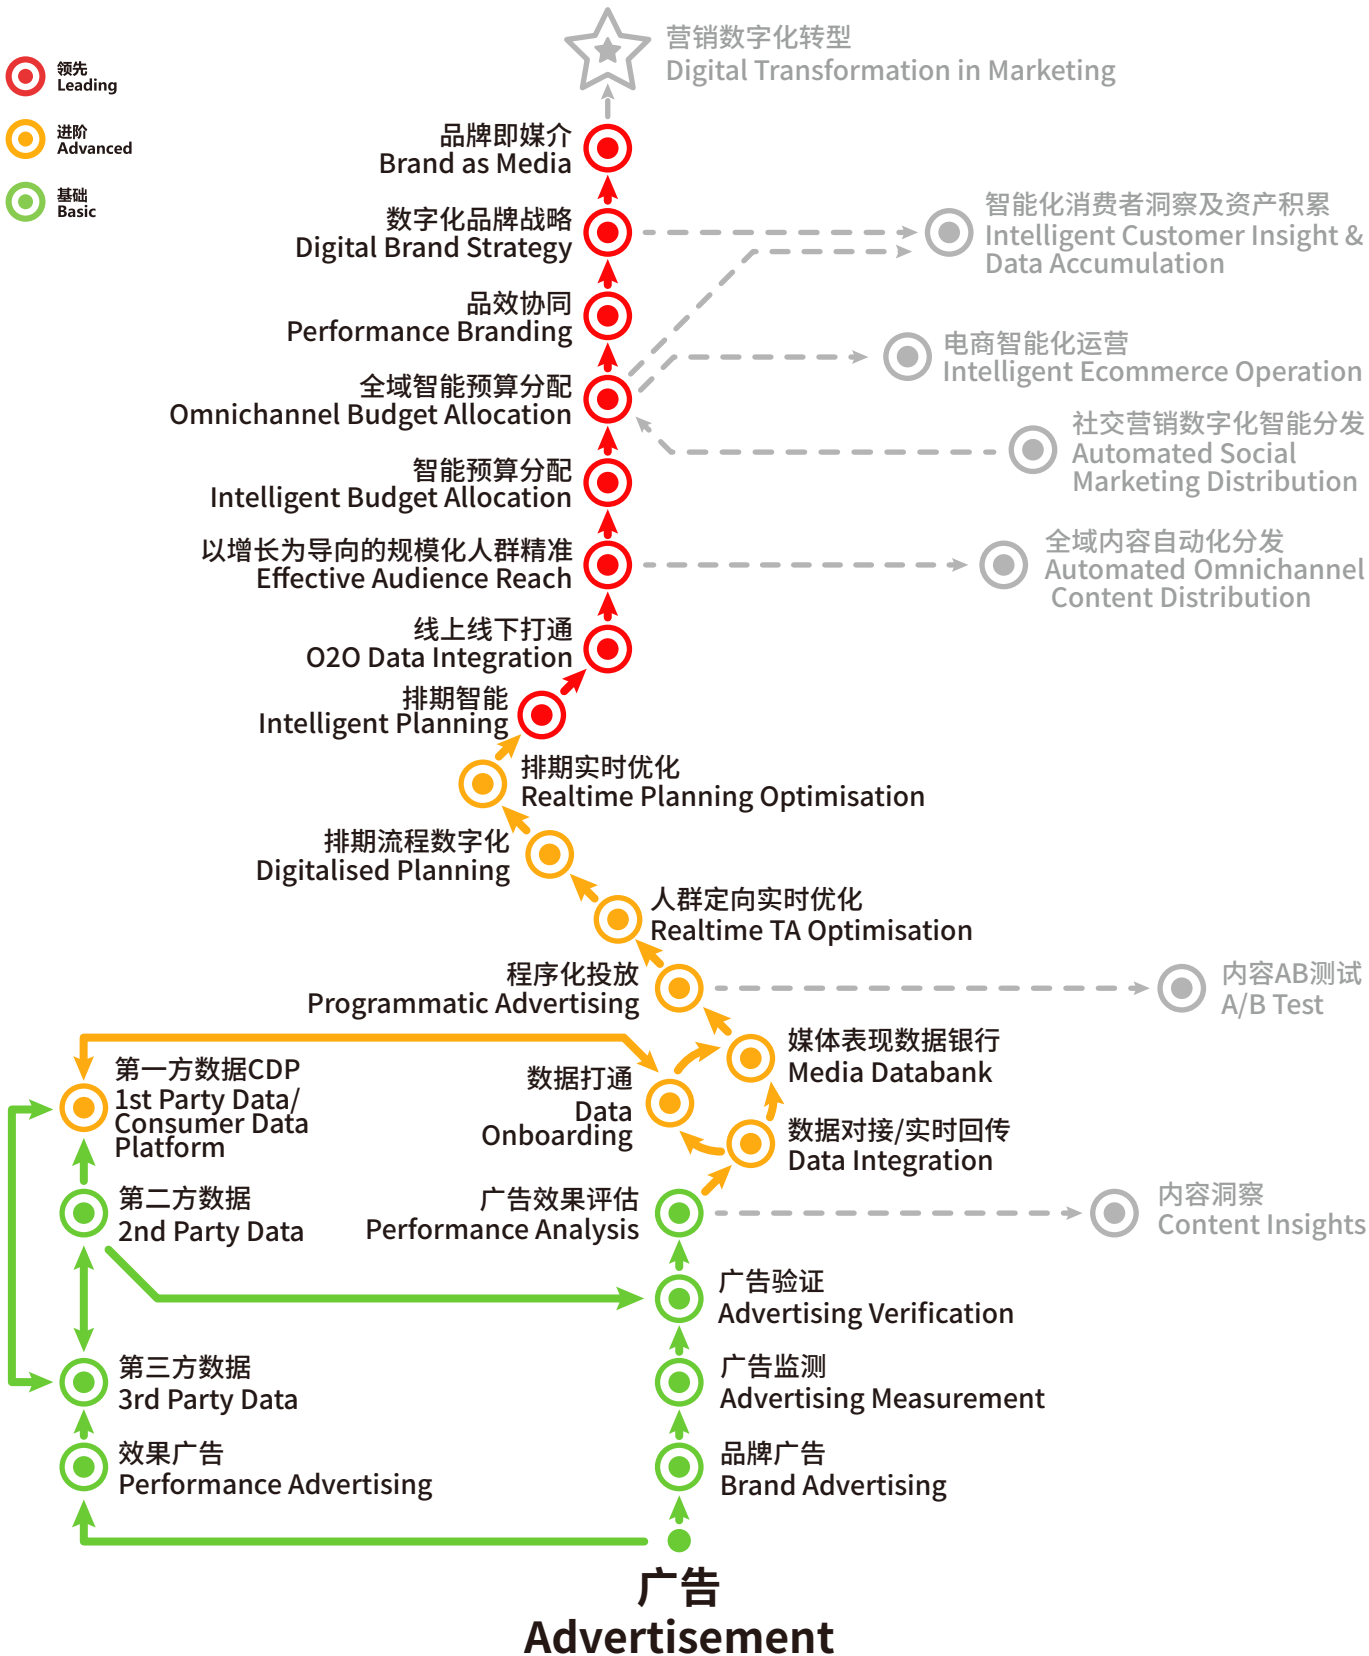 营销数字化转型
Digital Transformation in Marketing
领先
Leading
进阶
Advanced
基础
Basic
品牌即媒介
Brand as Media
数字化品牌战略
Digital Brand Strategy
智能化消费者洞察及资产积累
Intelligent Customer Insight &
Data Accumulation
品效协同
Performance Branding
电商智能化运营
Intelligent Ecommerce Operation
全域智能预算分配
Omnichannel Budget Allocation
社交营销数字化智能分发
Automated Social
Marketing Distribution
智能预算分配
Intelligent Budget Allocation
以增长为导向的规模化人群精准
Effective Audience Reach
全域内容自动化分发
Automated Omnichannel
Content Distribution
线上线下打通
O2O Data Integration
排期智能
Intelligent Planning
排期实时优化
Realtime Planning Optimisation
排期流程数字化
Digitalised Planning
人群定向实时优化
Realtime TA Optimisation
程序化投放
Programmatic Advertising
内容AB测试
A/B Test
媒体表现数据银行
Media Databank
第一方数据CDP
1st Party Data/
Consumer Data
Platform
数据打通
Data
Onboarding
数据对接/实时回传
Data Integration
第二方数据
2nd Party Data
广告效果评估
Performance Analysis
内容洞察
Content Insights
广告验证
Advertising Verification
第三方数据
3rd Party Data
广告监测
Advertising Measurement
效果广告
Performance Advertising
品牌广告
Brand Advertising
广告
Advertisement